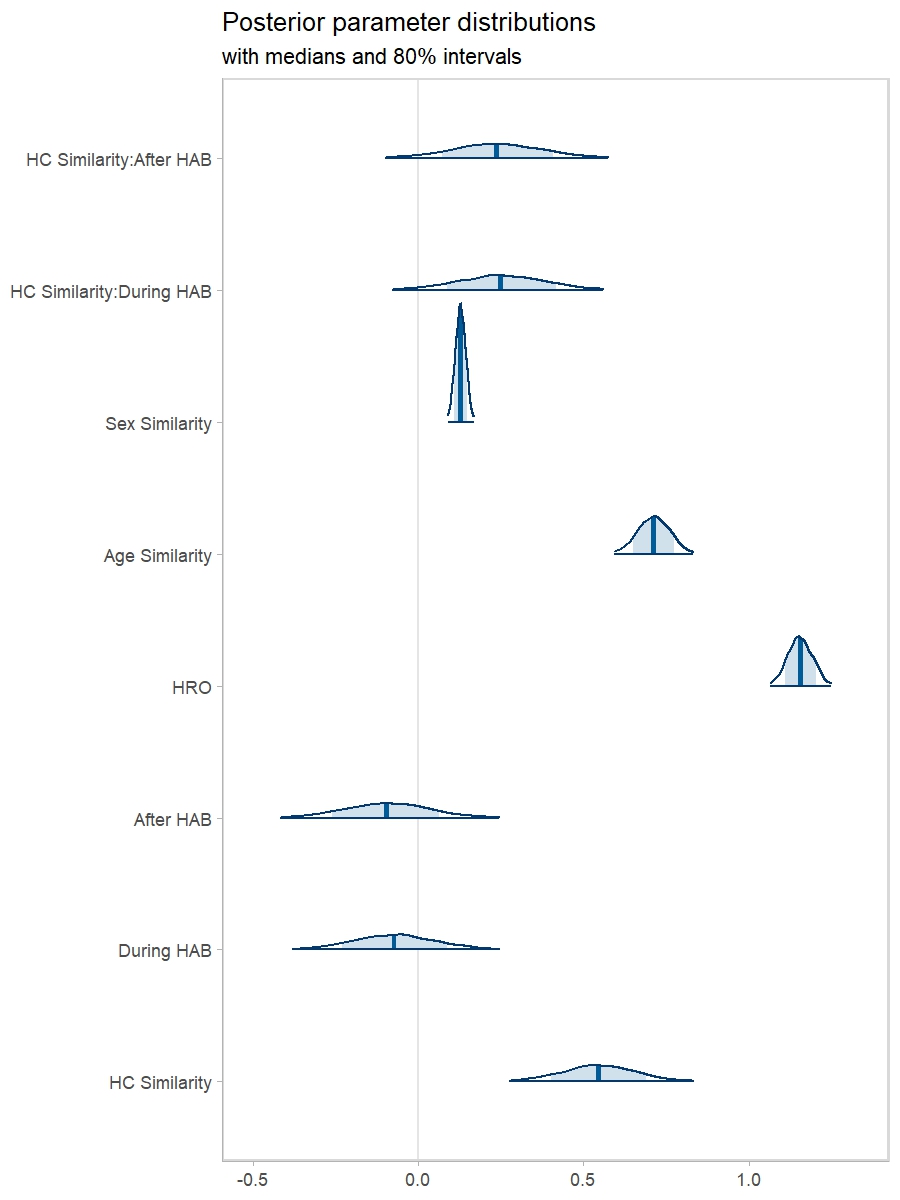 Posterior parameter distributions
with medians and 80% intervals
HC Similarity:After HAB
HC Similarity:During HAB
Sex Similarity
Age Similarity
HRO
After HAB
During HAB
HC Similarity
-0.5 0.0 0.5 1.0